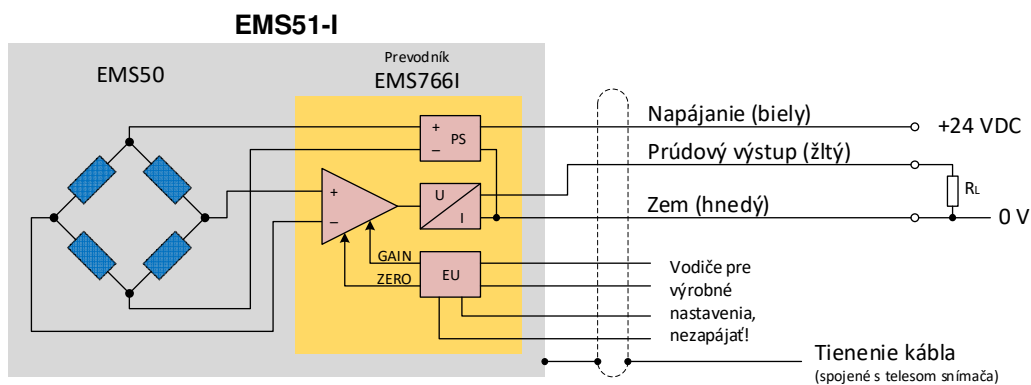 EMS51-I
EMS50
Prevodník
EMS766I
+
–
PS
Napájanie (biely)
+24 VDC
Prúdový výstup (žltý)
RL
+
–
U
I
Zem (hnedý)
0 V
GAIN
ZERO
EU
Vodiče pre
výrobné
nastavenia,
nezapájať!
Tienenie kábla
(spojené s telesom snímača)